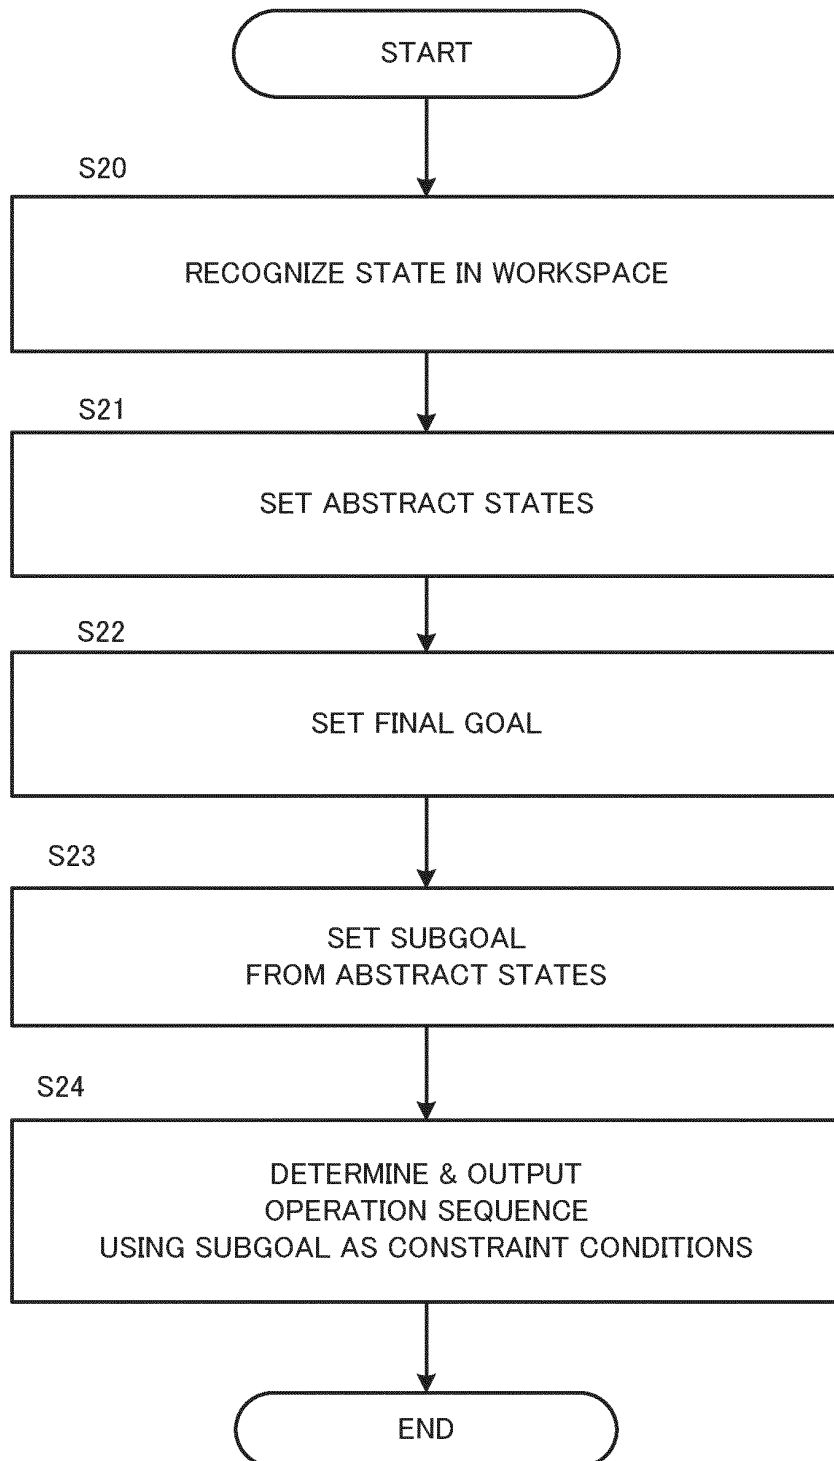 START
S20
RECOGNIZE STATE IN WORKSPACE
S21
SET ABSTRACT STATES
S22
SET FINAL GOAL
S23
SET SUBGOAL
FROM ABSTRACT STATES
S24
DETERMINE & OUTPUT
OPERATION SEQUENCE
USING SUBGOAL AS CONSTRAINT CONDITIONS
END